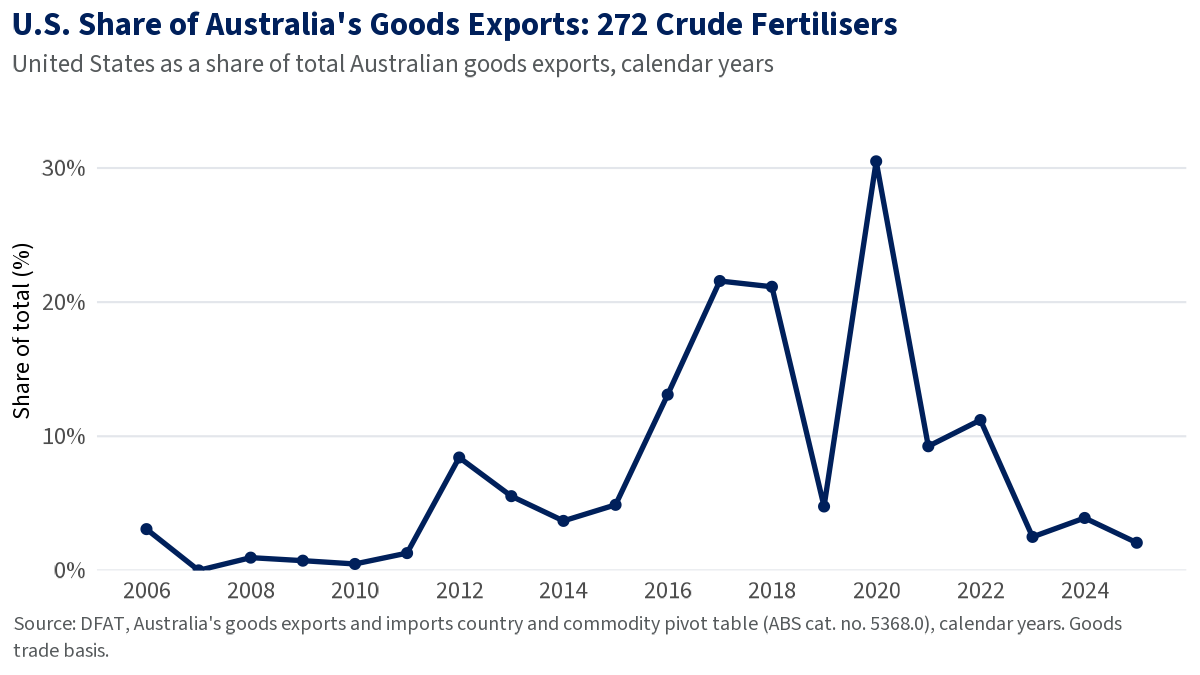 U.S. Share of Australia's Goods Exports: 272 Crude Fertilisers
United States as a share of total Australian goods exports, calendar years
Share of total (%)
30%
20%
10%
0%
2006 2008 2010 2012 2014 2016 2018 2020 2022 2024
Source: DFAT, Australia's goods exports and imports country and commodity pivot table (ABS cat. no. 5368.0), calendar years. Goods
trade basis.